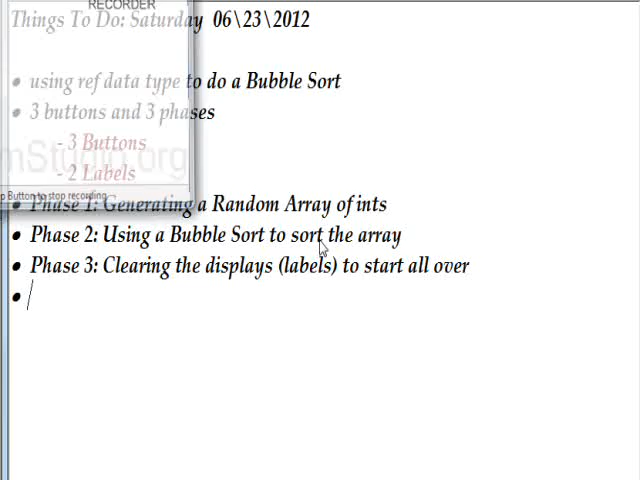 RECORDER
Things To Do: Saturday 06\23\2012
• using ref data type to do a Bubble Sort
• 3 buttons and 3 phases
- 3 Buttons
mStudio.org
- 2 Labels
p Button to stop recording
• Phase 1: Generating a Random Array of ints
• Phase 2: Using a Bubble Sort to sort the array
• Phase 3: Clearing the displays (labels) to start all over
•